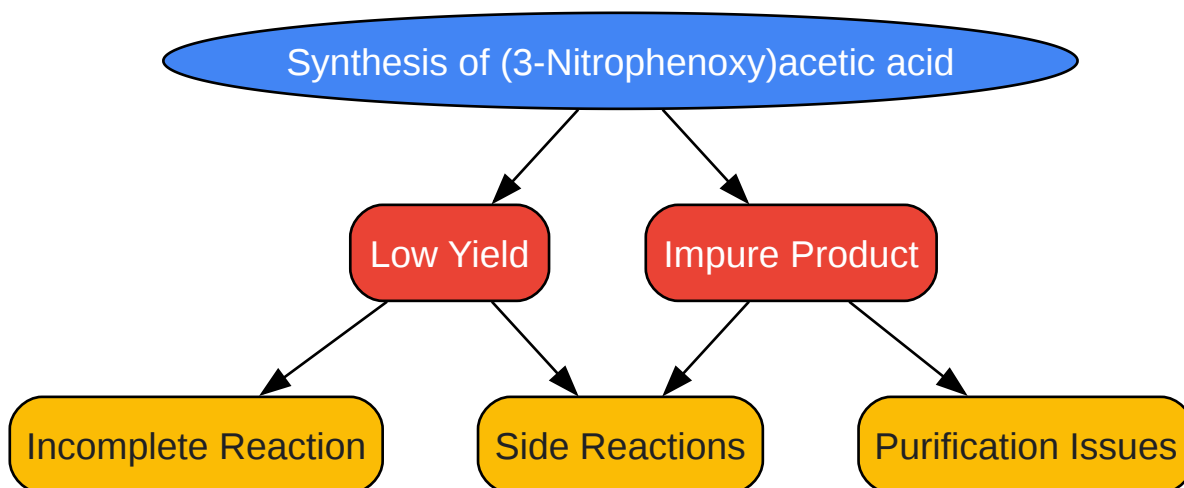 Synthesis of (3-Nitrophenoxy)acetic acid
Low Yield
Impure Product
Incomplete Reaction
Side Reactions
Purification Issues